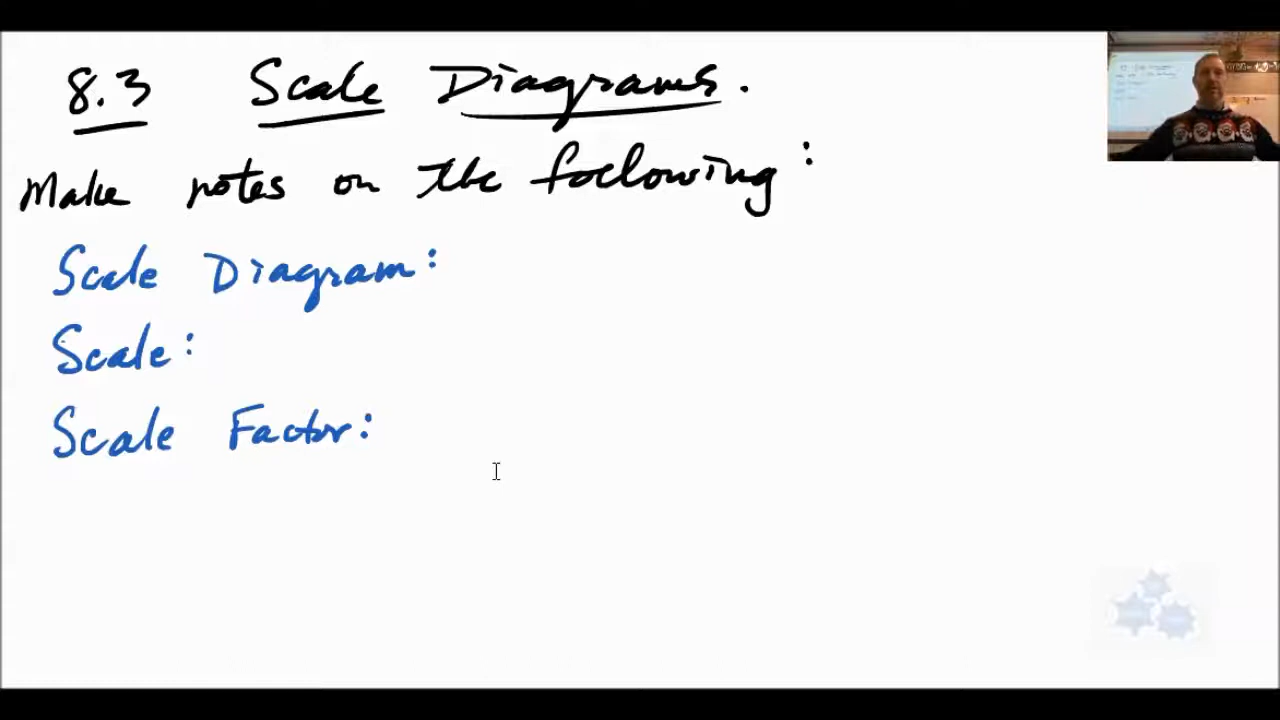 8.3 Scale Diagrams.
Make notes on the following:
Scale Diagram:
Scale:
Scale Factor: